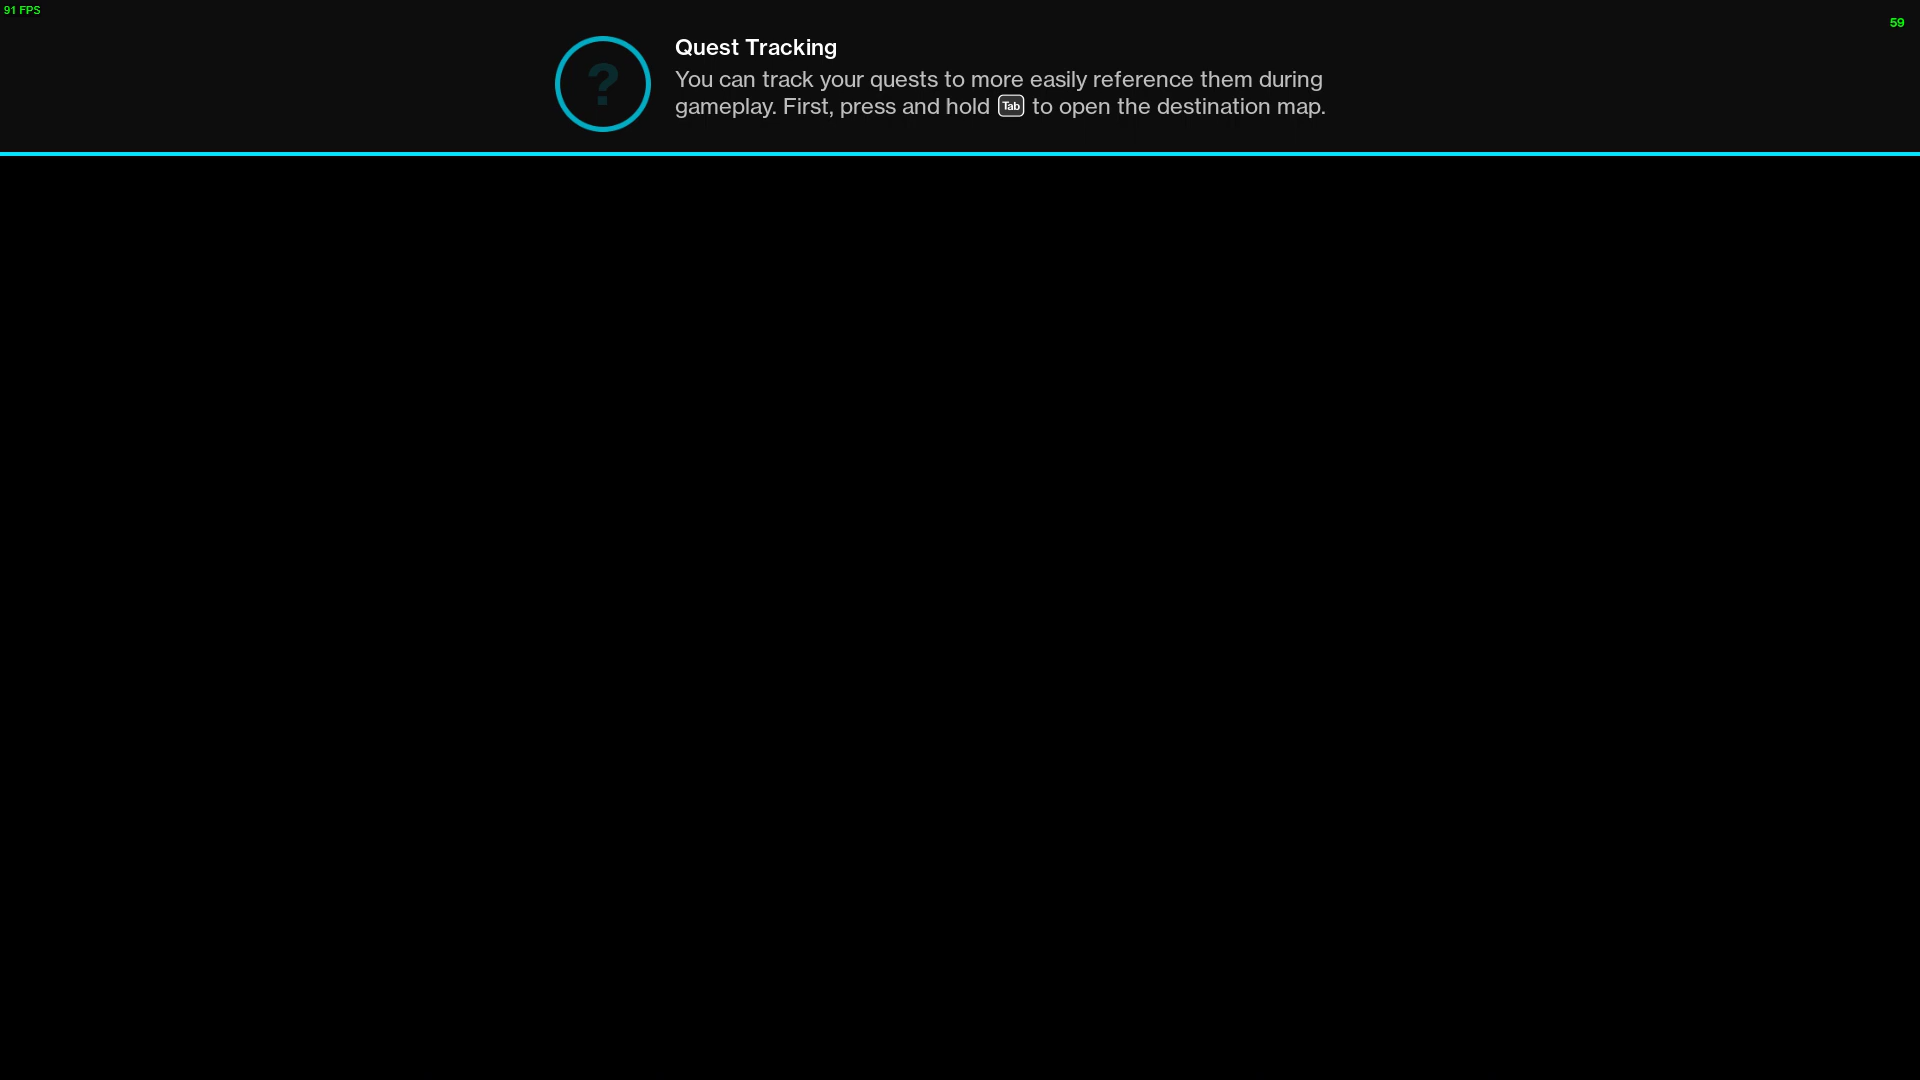 91 FPS
59
?
Quest Tracking
You can track your quests to more easily reference them during
gameplay. First, press and hold Tab to open the destination map.